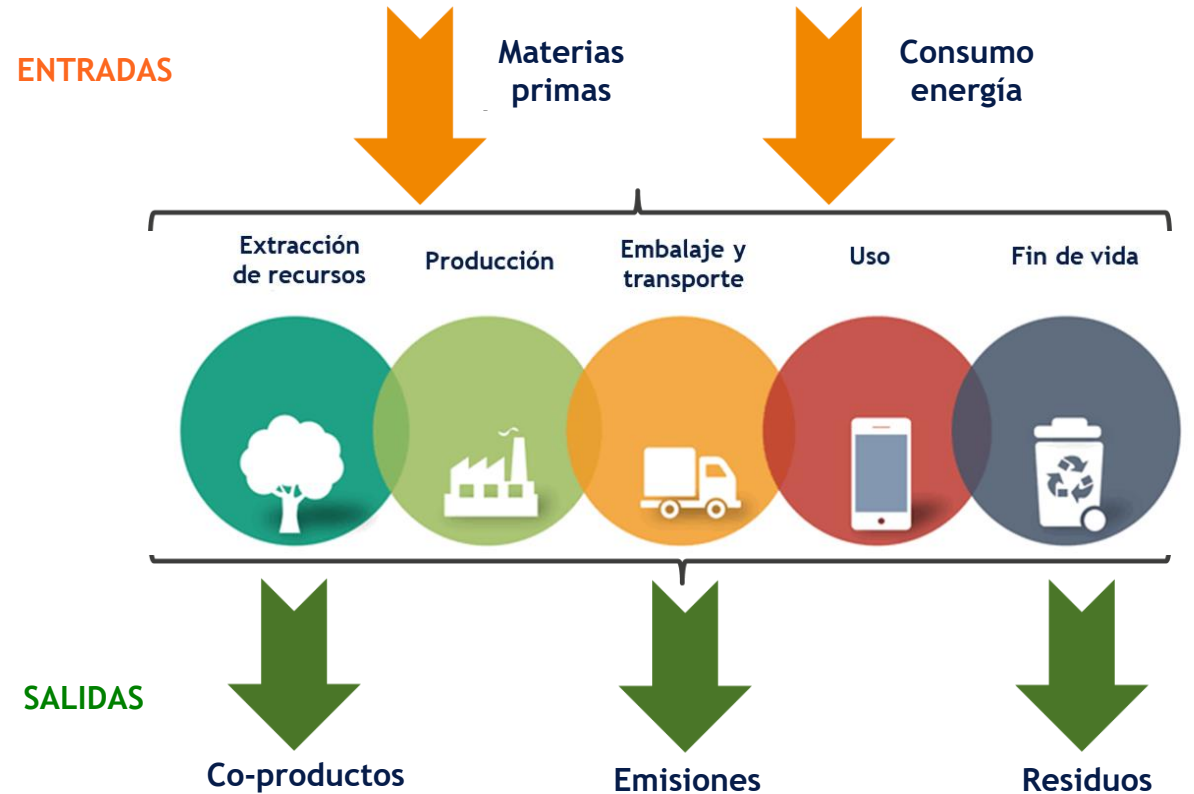 ENTRADAS
Materias
primas
Consumo
energía
Extracción
de recursos
Producción
Embalaje y
transporte
Uso
Fin de vida
SALIDAS
Co-productos
Emisiones
Residuos